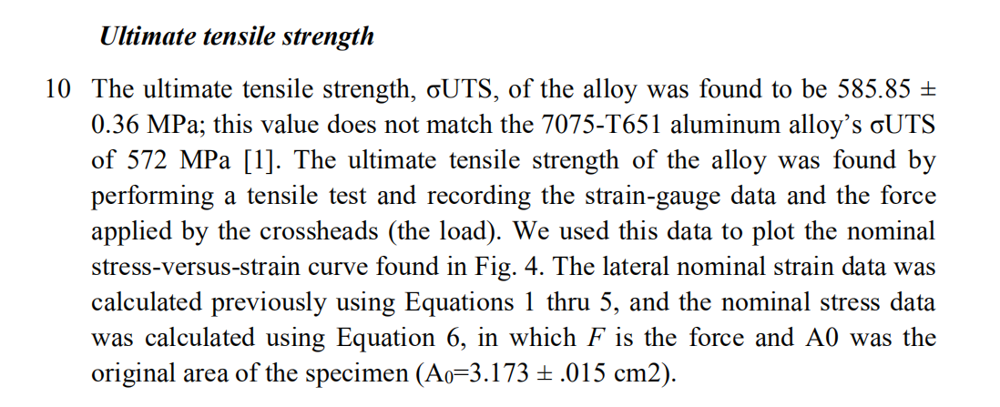 Ultimate tensile strength
10 The ultimate tensile strength, σUTS, of the alloy was found to be 585.85 ±
0.36 MPa; this value does not match the 7075-T651 aluminum alloy’s σUTS
of 572 MPa [1]. The ultimate tensile strength of the alloy was found by
performing a tensile test and recording the strain-gauge data and the force
applied by the crossheads (the load). We used this data to plot the nominal
stress-versus-strain curve found in Fig. 4. The lateral nominal strain data was
calculated previously using Equations 1 thru 5, and the nominal stress data
was calculated using Equation 6, in which F is the force and A0 was the
original area of the specimen (A₀=3.173 ± .015 cm2).